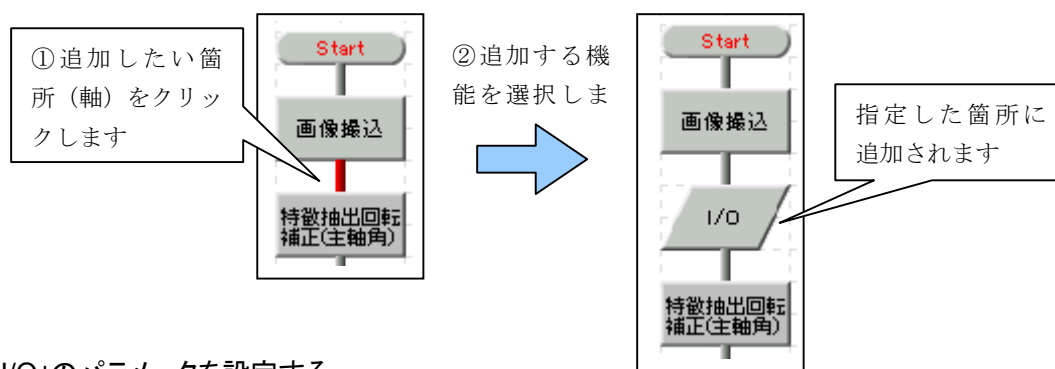 ①追加したい箇
所（軸）をクリッ
クします
Start
画像撮込
特徴抽出回転
補正(主軸角)
②追加する機
能を選択しま
Start
画像撮込
I/O
特徴抽出回転
補正(主軸角)
指定した箇所に
追加されます